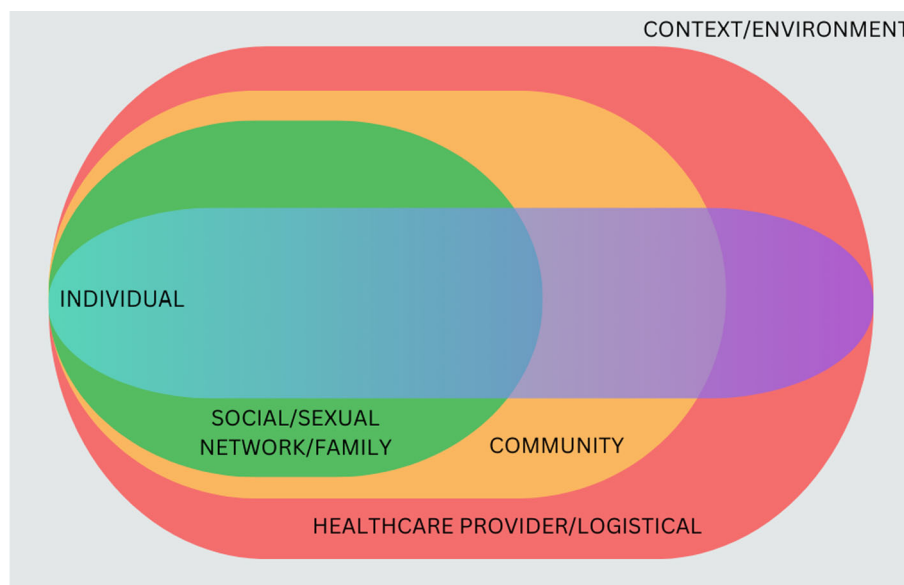 CONTEXT/ENVIRONMENT
INDIVIDUAL
SOCIAL/SEXUAL
NETWORK/FAMILY
COMMUNITY
HEALTHCARE PROVIDER/LOGISTICAL